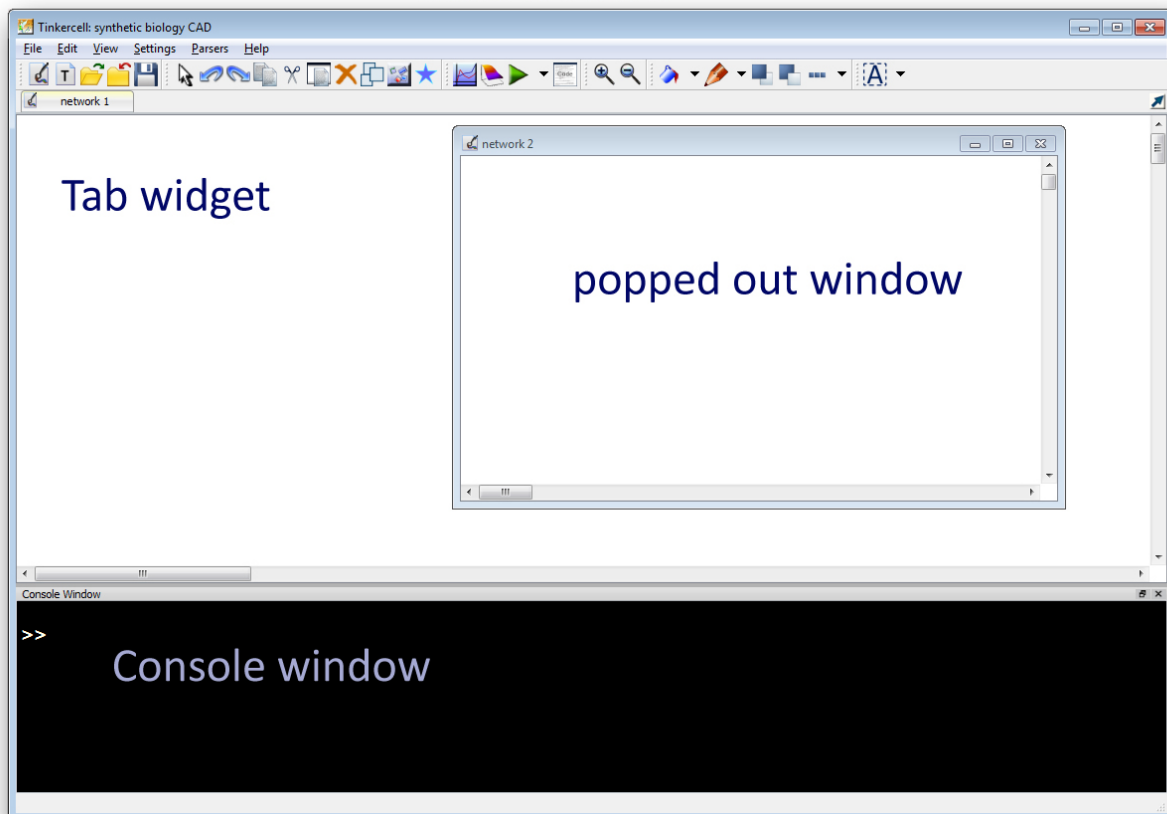 Tinkercell: synthetic biology CAD
File Edit View Settings Parsers Help
T
Code
A
network 1
network 2
Tab widget
popped out window
Console Window
>>
Console window